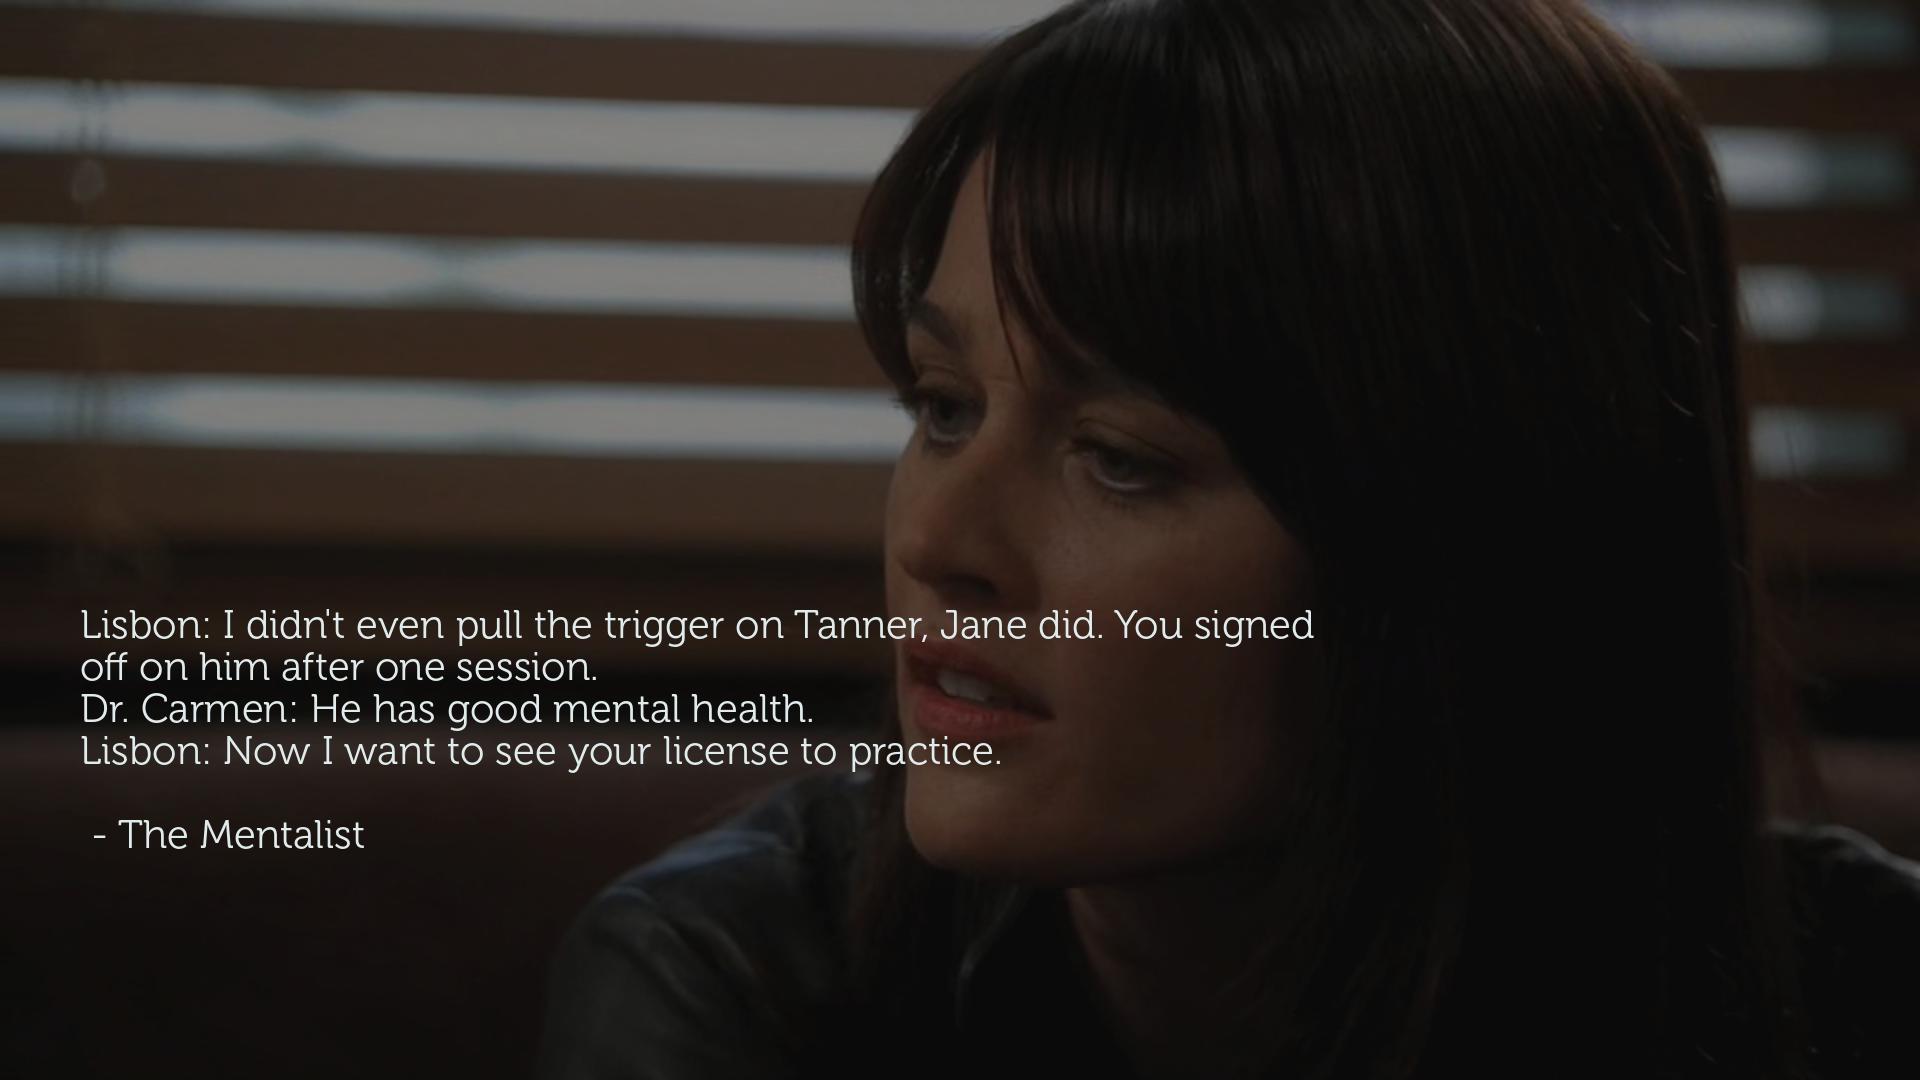 Lisbon: I didn't even pull the trigger on Tanner, Jane did. You signed
off on him after one session.
Dr. Carmen: He has good mental health.
Lisbon: Now I want to see your license to practice.
- The Mentalist